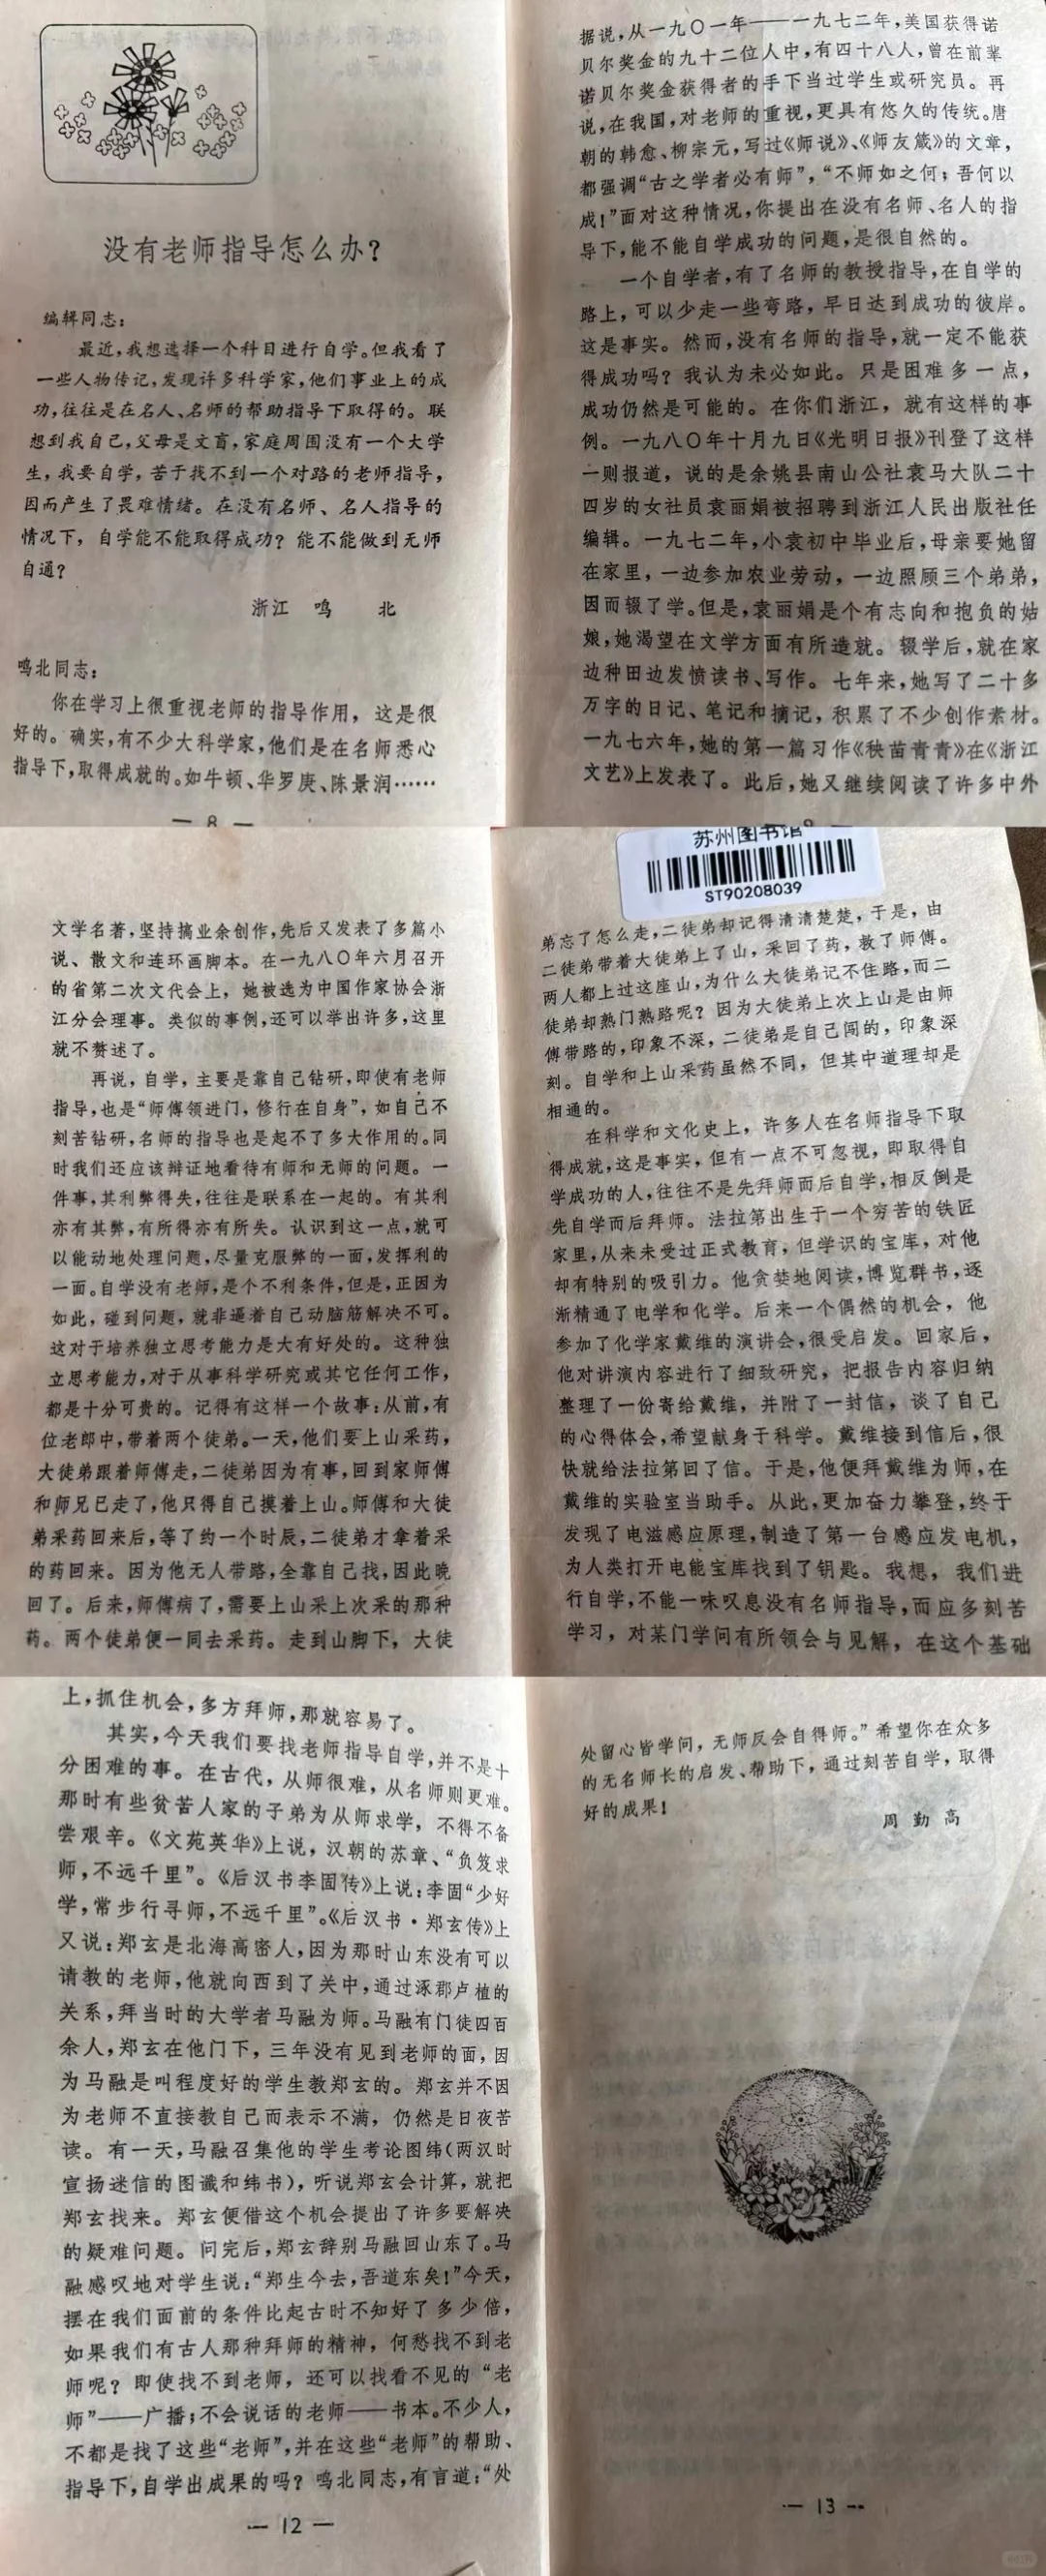 没有老师指导怎么办？
编辑同志：
最近，我想选择一个科目进行自学。但我看了
一些人物传记，发现许多科学家，他们事业上的成
功，往往是在名人、名师的帮助指导下取得的。联
想到我自己，父母是文盲，家庭周围没有一个大学
生，我要自学，苦于找不到一个对路的老师指导，
因而产生了畏难情绪。在没有名师、名人指导的
情况下，自学能不能取得成功？能不能做到无师
自通？
浙江 鸣 北
鸣北同志：
你在学习上很重视老师的指导作用，这是很
好的。确实，有不少大科学家，他们是在名师悉心
指导下，取得成就的。如牛顿、华罗庚、陈景润……
— 8 —
据说，从一九〇一年——一九七二年，美国获得诺
贝尔奖金的九十二位人中，有四十八人，曾在前辈
诺贝尔奖金获得者的手下当过学生或研究员。再
说，在我国，对老师的重视，更具有悠久的传统。唐
朝的韩愈、柳宗元，写过《师说》、《师友箴》的文章，
都强调“古之学者必有师”，“不师如之何；吾何以
成！”面对这种情况，你提出在没有名师、名人的指
导下，能不能自学成功的问题，是很自然的。
一个自学者，有了名师的教授指导，在自学的
路上，可以少走一些弯路，早日达到成功的彼岸。
这是事实。然而，没有名师的指导，就一定不能获
得成功吗？我认为未必如此。只是困难多一点，
成功仍然是可能的。在你们浙江，就有这样的事
例。一九八〇年十月九日《光明日报》刊登了这样
一则报道，说的是余姚县南山公社袁马大队二十
四岁的女社员袁丽娟被招聘到浙江人民出版社任
编辑。一九七二年，小袁初中毕业后，母亲要她留
在家里，一边参加农业劳动，一边照顾三个弟弟，
因而辍了学。但是，袁丽娟是个有志向和抱负的姑
娘，她渴望在文学方面有所造就。辍学后，就在家
边种田边发愤读书、写作。七年来，她写了二十多
万字的日记、笔记和摘记，积累了不少创作素材。
一九七六年，她的第一篇习作《秧苗青青》在《浙江
文艺》上发表了。此后，她又继续阅读了许多中外
文学名著，坚持搞业余创作，先后又发表了多篇小
说、散文和连环画脚本。在一九八〇年六月召开
的省第二次文代会上，她被选为中国作家协会浙
江分会理事。类似的事例，还可以举出许多，这里
就不赘述了。
再说，自学，主要是靠自己钻研，即使有老师
指导，也是“师傅领进门，修行在自身”，如自己不
刻苦钻研，名师的指导也是起不了多大作用的。同
时我们还应该辩证地看待有师和无师的问题。一
件事，其利弊得失，往往是联系在一起的。有其利
亦有其弊，有所得亦有所失。认识到这一点，就可
以能动地处理问题，尽量克服弊的一面，发挥利的
一面。自学没有老师，是个不利条件，但是，正因为
如此，碰到问题，就非逼着自己动脑筋解决不可。
这对于培养独立思考能力是大有好处的。这种独
立思考能力，对于从事科学研究或其它任何工作，
都是十分可贵的。记得有这样一个故事：从前，有
位老郎中，带着两个徒弟。一天，他们要上山采药，
大徒弟跟着师傅走，二徒弟因为有事，回到家师傅
和师兄已走了，他只得自己摸着上山。师傅和大徒
弟采药回来后，等了约一个时辰，二徒弟才拿着采
的药回来。因为他无人带路，全靠自己找，因此晚
回了。后来，师傅病了，需要上山采上次采的那种
药。两个徒弟便一同去采药。走到山脚下，大徒
苏州图书馆
ST90208039
弟忘了怎么走，二徒弟却记得清清楚楚，于是，由
二徒弟带着大徒弟上了山，采回了药，救了师傅。
两人都上过这座山，为什么大徒弟记不住路，而二
徒弟却熟门熟路呢？因为大徒弟上次上山是由师
傅带路的，印象不深，二徒弟是自己闯的，印象深
刻。自学和上山采药虽然不同，但其中道理却是
相通的。
在科学和文化史上，许多人在名师指导下取
得成就，这是事实，但有一点不可忽视，即取得自
学成功的人，往往不是先拜师而后自学，相反倒是
先自学而后拜师。法拉第出生于一个穷苦的铁匠
家里，从来未受过正式教育，但学识的宝库，对他
却有特别的吸引力。他贪婪地阅读，博览群书，逐
渐精通了电学和化学。后来一个偶然的机会，他
参加了化学家戴维的演讲会，很受启发。回家后，
他对讲演内容进行了细致研究，把报告内容归纳
整理了一份寄给戴维，并附了一封信，谈了自己
的心得体会，希望献身于科学。戴维接到信后，很
快就给法拉第回了信。于是，他便拜戴维为师，在
戴维的实验室当助手。从此，更加奋力攀登，终于
发现了电滋感应原理，制造了第一台感应发电机，
为人类打开电能宝库找到了钥匙。我想，我们进
行自学，不能一味叹息没有名师指导，而应多刻苦
学习，对某门学问有所领会与见解，在这个基础
上，抓住机会，多方拜师，那就容易了。
其实，今天我们要找老师指导自学，并不是十
分困难的事。在古代，从师很难，从名师则更难。
那时有些贫苦人家的子弟为从师求学，不得不备
尝艰辛。《文苑英华》上说，汉朝的苏章、“负笈求
师，不远千里”。《后汉书李固传》上说：李固“少好
学，常步行寻师，不远千里”。《后汉书·郑玄传》上
又说：郑玄是北海高密人，因为那时山东没有可以
请教的老师，他就向西到了关中，通过涿郡卢植的
关系，拜当时的大学者马融为师。马融有门徒四百
余人，郑玄在他门下，三年没有见到老师的面，因
为马融是叫程度好的学生教郑玄的。郑玄并不因
为老师不直接教自己而表示不满，仍然是日夜苦
读。有一天，马融召集他的学生考论图纬（两汉时
宣扬迷信的图谶和纬书），听说郑玄会计算，就把
郑玄找来。郑玄便借这个机会提出了许多要解决
的疑难问题。问完后，郑玄辞别马融回山东了。马
融感叹地对学生说：“郑生今去，吾道东矣！”今天，
摆在我们面前的条件比起古时不知好了多少倍，
如果我们有古人那种拜师的精神，何愁找不到老
师呢？即使找不到老师，还可以找看不见的“老
师”——广播；不会说话的老师——书本。不少人，
不都是找了这些“老师”，并在这些“老师”的帮助、
指导下，自学出成果的吗？鸣北同志，有言道：“处
— 12 —
处留心皆学问，无师反会自得师。”希望你在众多
的无名师长的启发、帮助下，通过刻苦自学，取得
好的成果！
周勤高
— 13 —